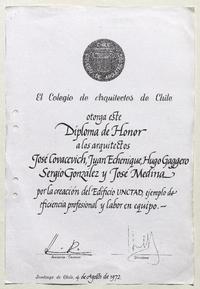 CHILE
El Colegio de Arquitectos de Chile
otorga este
Diploma de Honor
a los arquitectos
José Covacevich, Juan Echenique, Hugo Gaggero
Sergio González y José Medina
por la creación del Edificio UNCTAD, ejemplo de
eficiencia profesional y labor en equipo.—
Santiago de Chile, 4 de Agosto de 1972